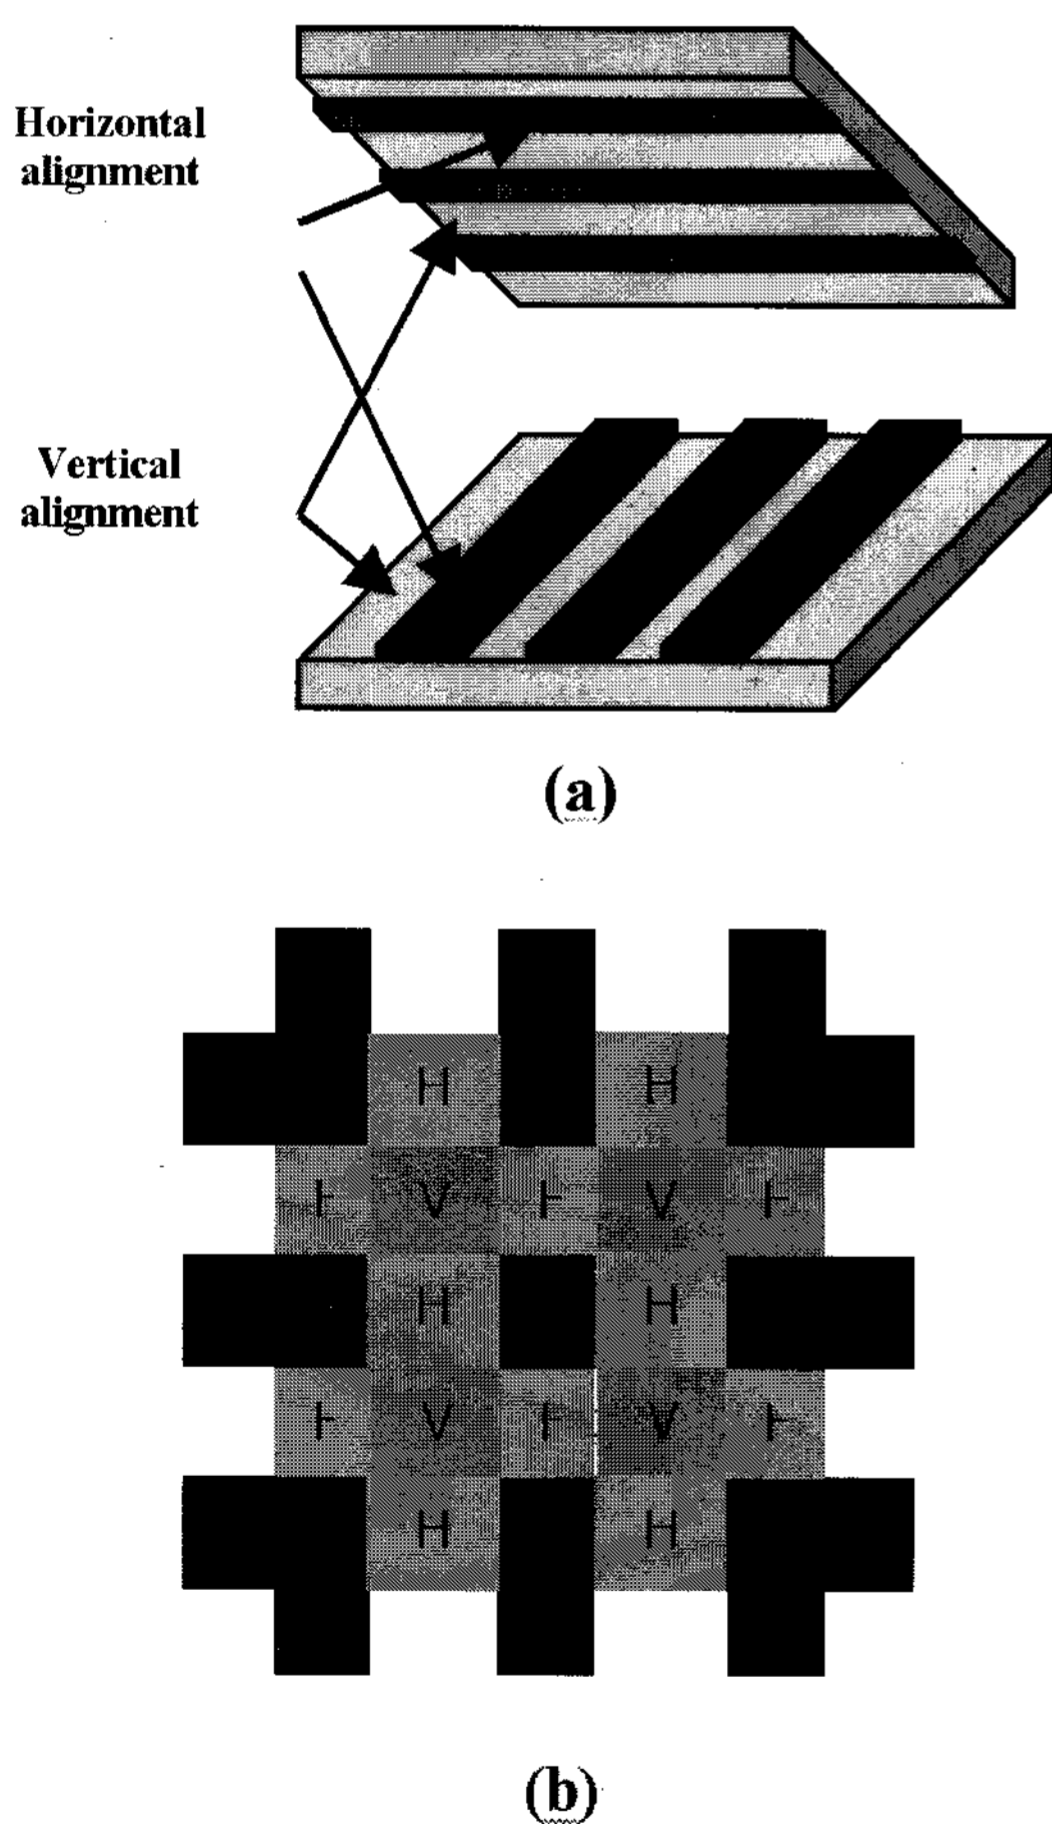 Horizontal
alignment
Vertical
alignment
(a)
H H
H V H V H
H H
H V H V H
H H
(b)